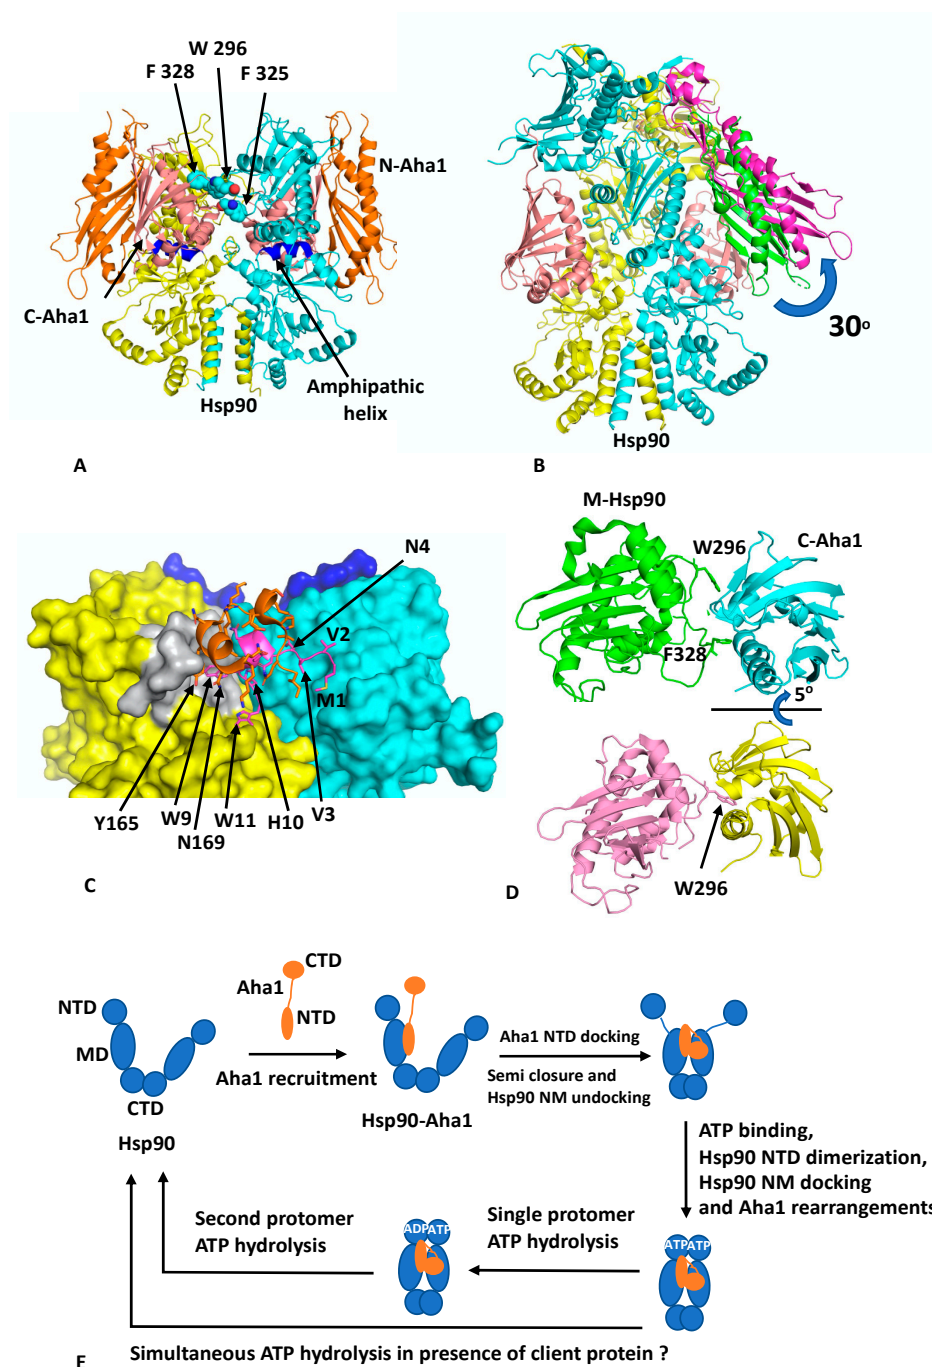 W 296
F 328
F 325
N-Aha1
C-Aha1
Amphipathic
helix
Hsp90
A
30o
Hsp90
B
N4
V2
M1
Y165
W9
N169
W11
H10
V3
C
M-Hsp90
C-Aha1
W296
F328
5o
W296
D
CTD
Aha1
NTD
NTD
MD
CTD
Hsp90
Aha1 recruitment
Hsp90-Aha1
Aha1 NTD docking
Semi closure and
Hsp90 NM undocking
ATP binding,
Hsp90 NTD dimerization,
Hsp90 NM docking
and Aha1 rearrangements
ATP ATP
Single protomer
ATP hydrolysis
ADP ATP
Second protomer
ATP hydrolysis
Simultaneous ATP hydrolysis in presence of client protein ?